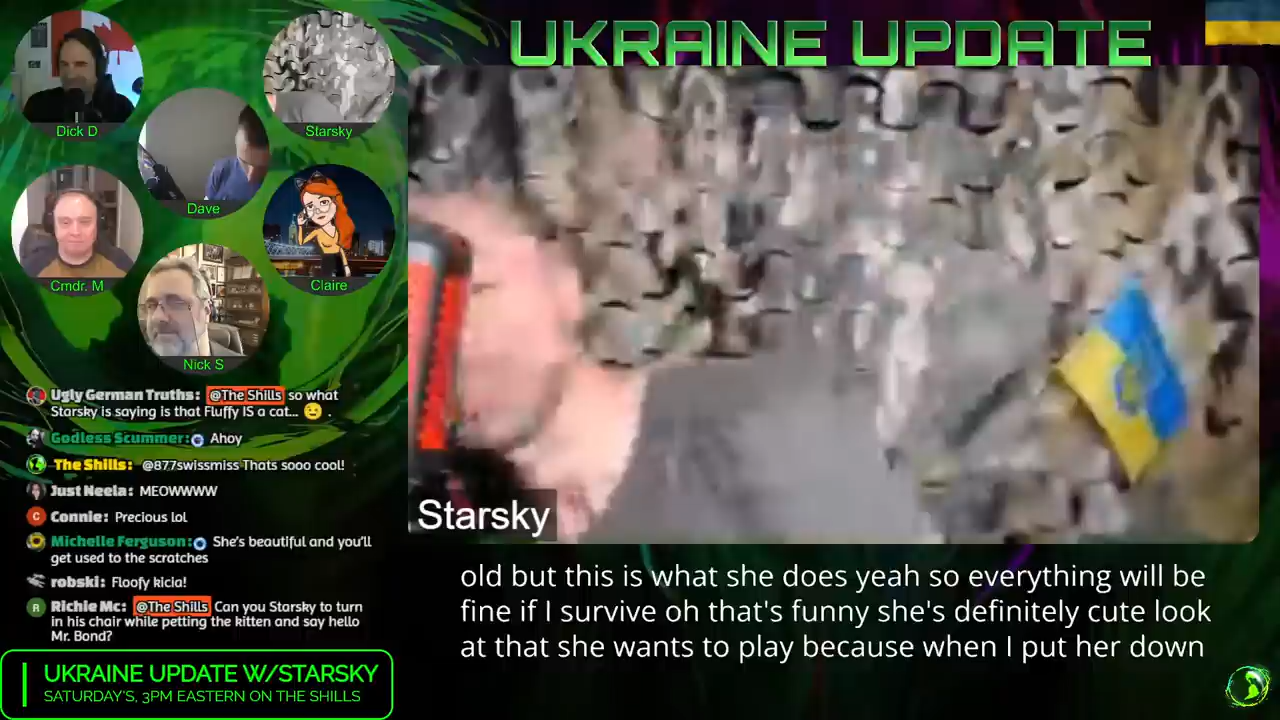 UKRAINE UPDATE
Dick D
Starsky
Dave
Cmdr. M
Claire
Nick S
Ugly German Truths: @The Shills so what
Starsky is saying is that Fluffy IS a cat... 😉 .
Godless Scummer: Ahoy
The Shills: @877swissmiss Thats sooo cool!
Just Neela: MEOWWWW
C Connie: Precious lol
Michelle Ferguson: She's beautiful and you'll
get used to the scratches
robski: Floofy kicia!
R Richie Mc: @The Shills Can you Starsky to turn
in his chair while petting the kitten and say hello
Mr. Bond?
UKRAINE UPDATE W/STARSKY
SATURDAY'S, 3PM EASTERN ON THE SHILLS
Starsky
old but this is what she does yeah so everything will be
fine if I survive oh that's funny she's definitely cute look
at that she wants to play because when I put her down